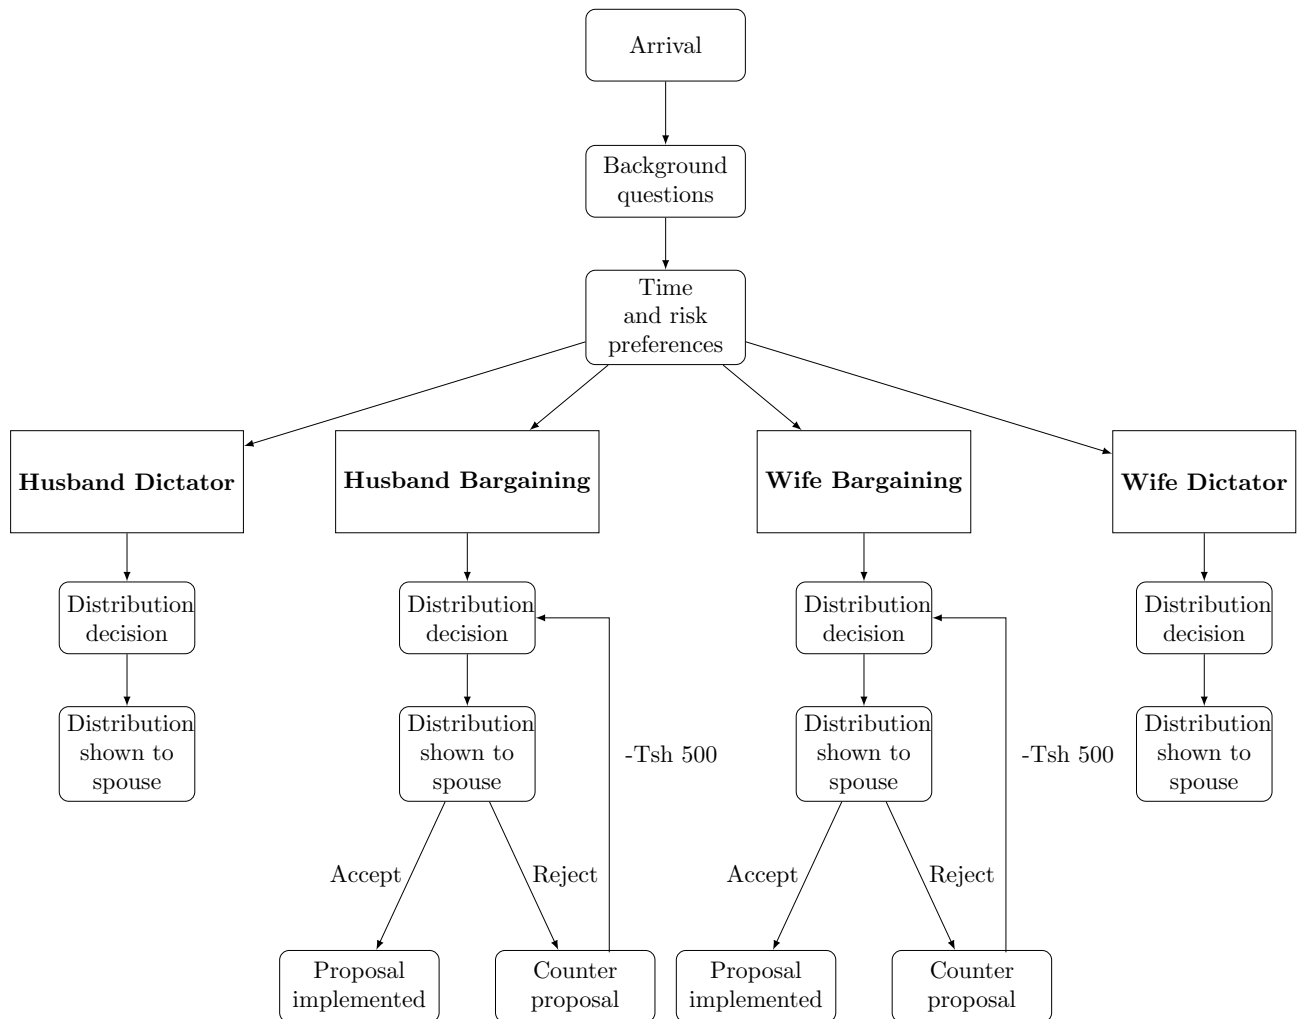 Arrival
Background
questions
Time
and risk
preferences
Husband Dictator
Husband Bargaining
Wife Bargaining
Wife Dictator
Distribution
decision
Distribution
decision
Distribution
decision
Distribution
decision
Distribution
shown to
spouse
Distribution
shown to
spouse
-Tsh 500
Distribution
shown to
spouse
-Tsh 500
Distribution
shown to
spouse
Accept
Reject
Accept
Reject
Proposal
implemented
Counter
proposal
Proposal
implemented
Counter
proposal